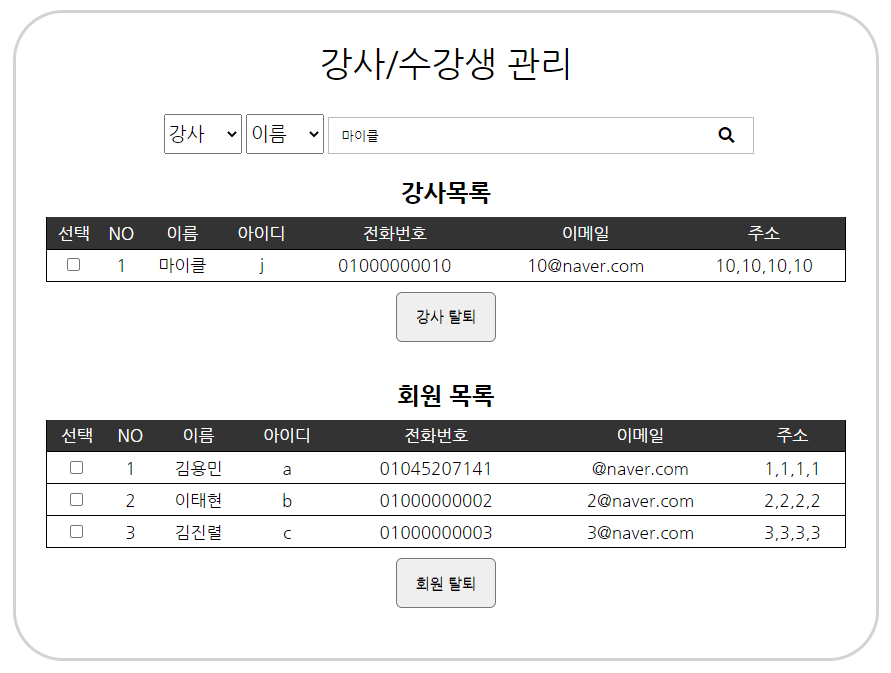 강사/수강생 관리
강사 이름 마이클
강사목록
선택 NO 이름 아이디 전화번호 이메일 주소
1 마이클 j 01000000010 10@naver.com 10,10,10,10
강사 탈퇴
회원 목록
선택 NO 이름 아이디 전화번호 이메일 주소
1 김용민 a 01045207141 @naver.com 1,1,1,1
2 이태현 b 01000000002 2@naver.com 2,2,2,2
3 김진렬 c 01000000003 3@naver.com 3,3,3,3
회원 탈퇴